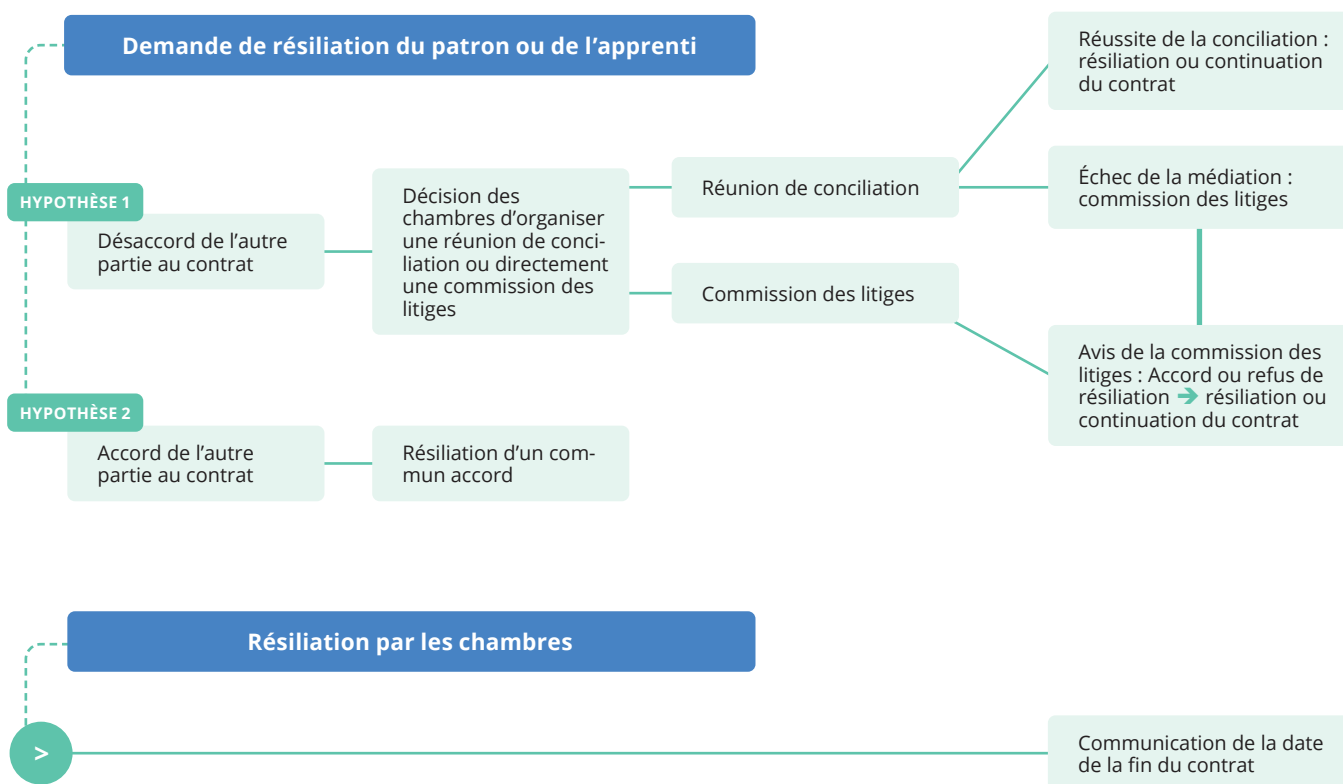 Demande de résiliation du patron ou de l’apprenti
HYPOTHÈSE 1
Désaccord de l’autre
partie au contrat
Décision des
chambres d’organiser
une réunion de conci-
liation ou directement
une commission des
litiges
Réunion de conciliation
Commission des litiges
Réussite de la conciliation :
résiliation ou continuation
du contrat
Échec de la médiation :
commission des litiges
Avis de la commission des
litiges : Accord ou refus de
résiliation ➔ résiliation ou
continuation du contrat
HYPOTHÈSE 2
Accord de l’autre
partie au contrat
Résiliation d’un com-
mun accord
Résiliation par les chambres
>
Communication de la date
de la fin du contrat